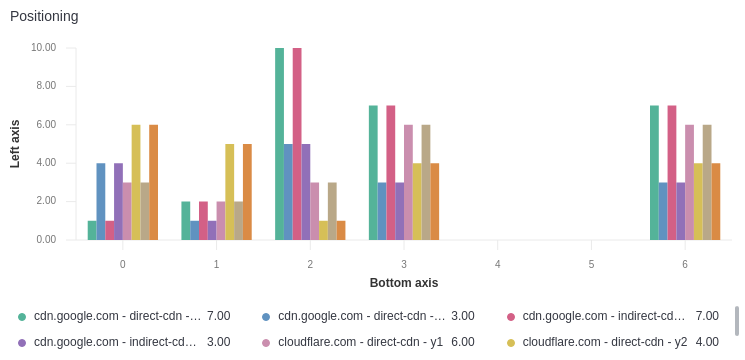 Positioning
10.00
8.00
6.00
4.00
2.00
0.00
Left axis
0 1 2 3 4 5 6
Bottom axis
cdn.google.com - direct-cdn -… 7.00 cdn.google.com - direct-cdn -… 3.00 cdn.google.com - indirect-cd… 7.00
cdn.google.com - indirect-cd… 3.00 cloudflare.com - direct-cdn - y1 6.00 cloudflare.com - direct-cdn - y2 4.00